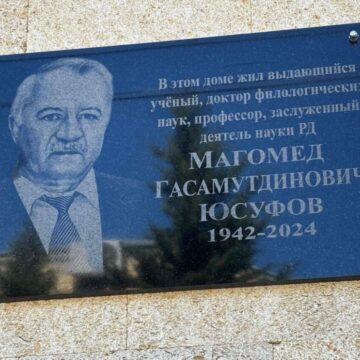 В этом доме жил выдающийся
учёный, доктор филологических
наук, профессор, заслуженный
деятель науки РД
МАГОМЕД
ГАСАМУТДИНОВИЧ
ЮСУФОВ
1942-2024